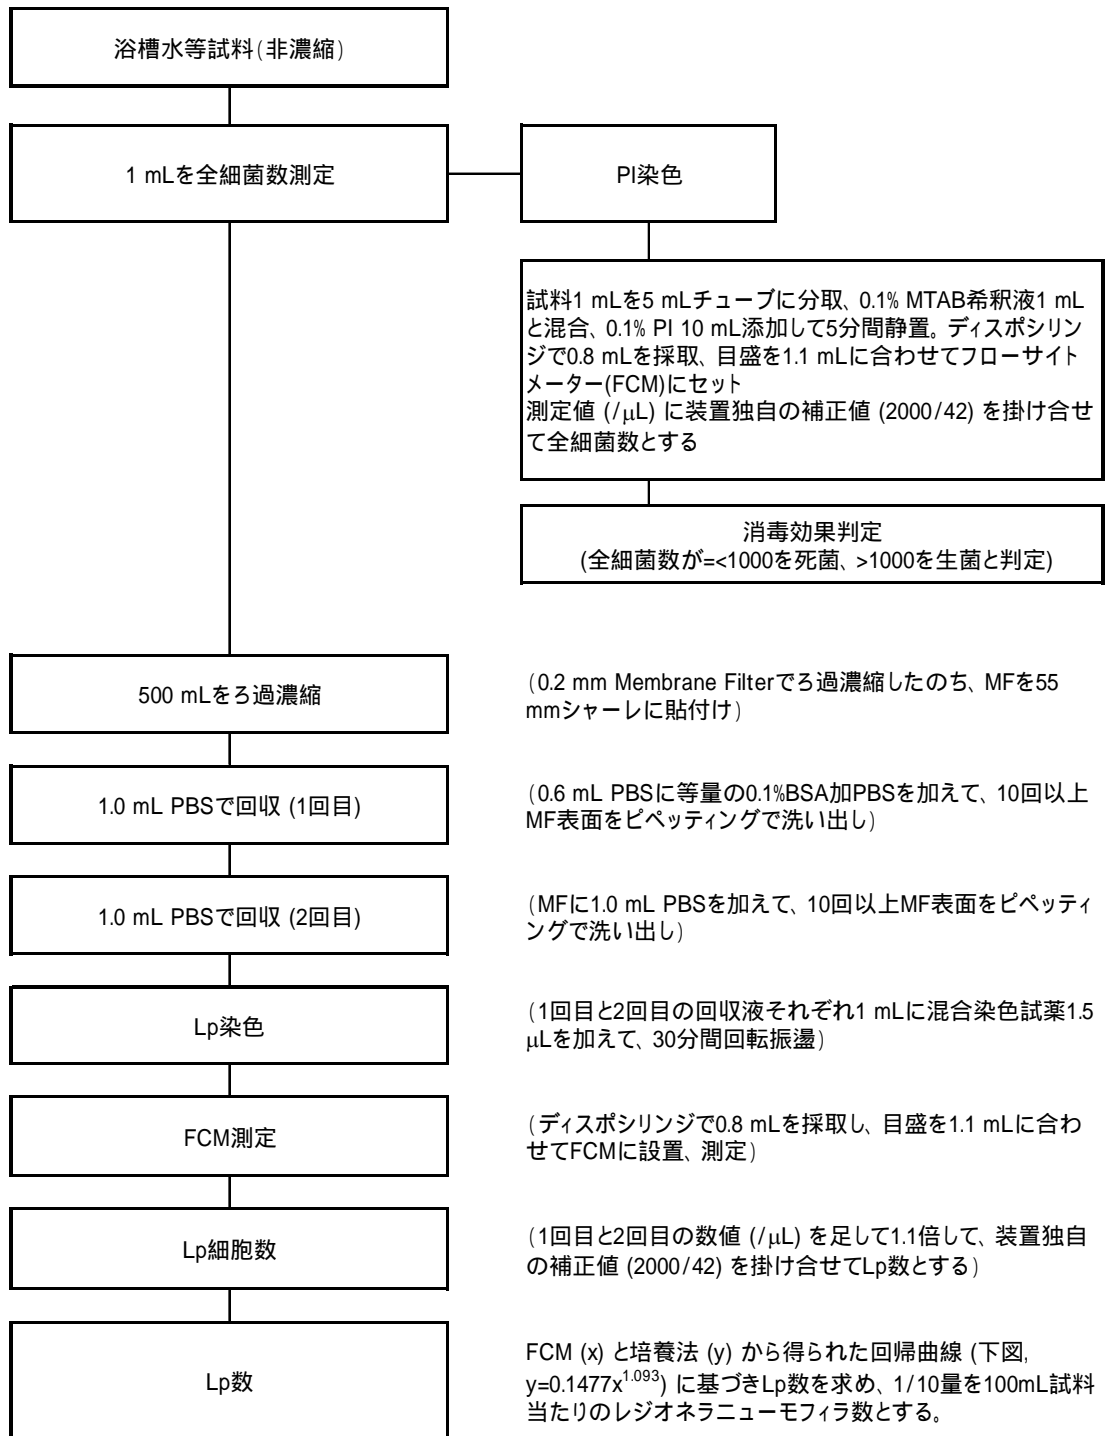 浴槽水等試料(非濃縮)
1 mLを全細菌数測定
PI染色
試料1 mLを5 mLチューブに分取、0.1% MTAB希釈液1 mL
と混合、0.1% PI 10 mL添加して5分間静置。ディスポシリン
ジで0.8 mLを採取、目盛を1.1 mLに合わせてフローサイト
メーター(FCM)にセット
測定値 (/μL) に装置独自の補正値 (2000/42) を掛け合せ
て全細菌数とする
消毒効果判定
(全細菌数が=<1000を死菌、>1000を生菌と判定)
500 mLをろ過濃縮
(0.2 mm Membrane Filterでろ過濃縮したのち、MFを55
mmシャーレに貼付け)
1.0 mL PBSで回収 (1回目)
(0.6 mL PBSに等量の0.1%BSA加PBSを加えて、10回以上
MF表面をピペッティングで洗い出し)
1.0 mL PBSで回収 (2回目)
(MFに1.0 mL PBSを加えて、10回以上MF表面をピペッティ
ングで洗い出し)
Lp染色
(1回目と2回目の回収液それぞれ1 mLに混合染色試薬1.5
μLを加えて、30分間回転振盪)
FCM測定
(ディスポシリンジで0.8 mLを採取し、目盛を1.1 mLに合わ
せてFCMに設置、測定)
Lp細胞数
(1回目と2回目の数値 (/μL) を足して1.1倍して、装置独自
の補正値 (2000/42) を掛け合せてLp数とする)
Lp数
FCM (x) と培養法 (y) から得られた回帰曲線 (下図,
y=0.1477x^1.093) に基づきLp数を求め、1/10量を100mL試料
当たりのレジオネラニューモフィラ数とする。